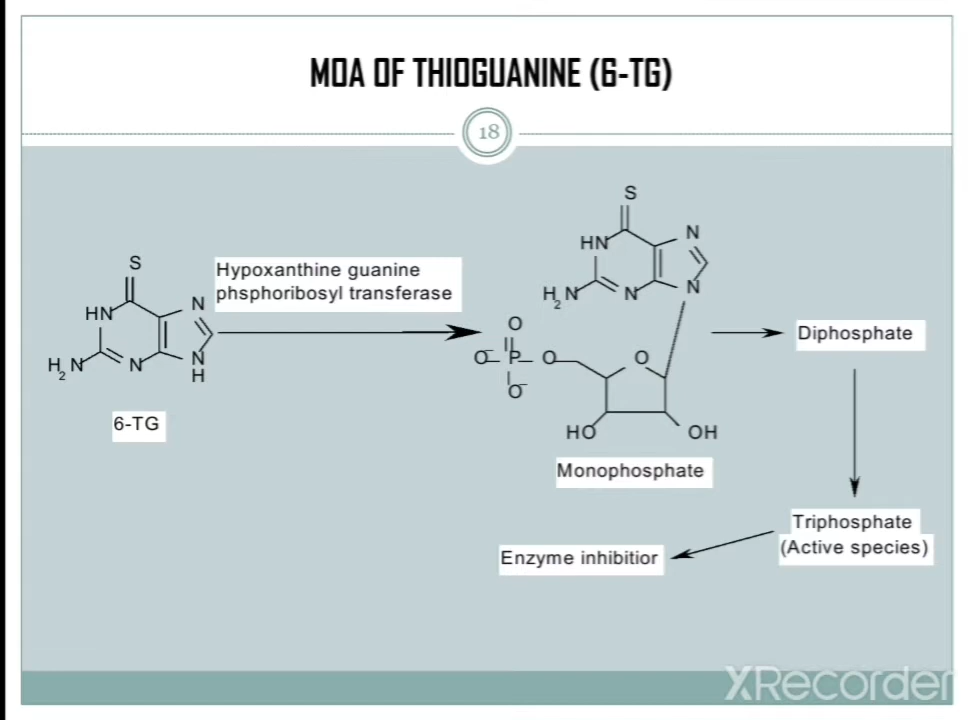 MOA OF THIOGUANINE (6-TG)
18
S
HN
N
H2N
N
N
H
6-TG
Hypoxanthine guanine
phsphoribosyl transferase
S
HN
N
H2N
N
N
O
O⁻
P
O
O⁻
O
HO
OH
Monophosphate
Diphosphate
Triphosphate
(Active species)
Enzyme inhibitior
XRecorder